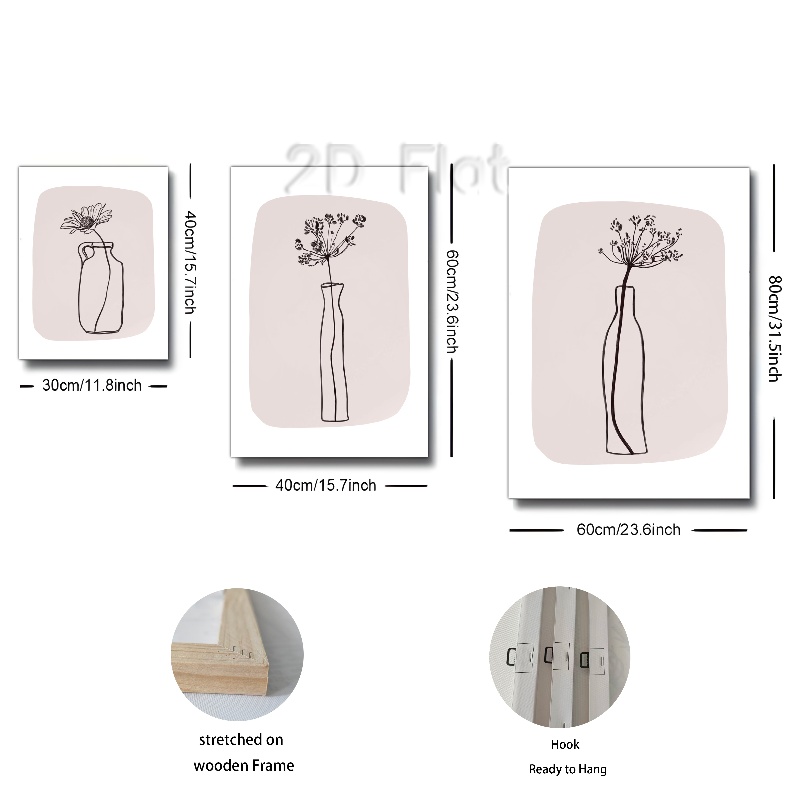 2D Flat
40cm/15.7inch
60cm/23.6inch
80cm/31.5inch
30cm/11.8inch
40cm/15.7inch
60cm/23.6inch
stretched on
wooden Frame
Hook
Ready to Hang